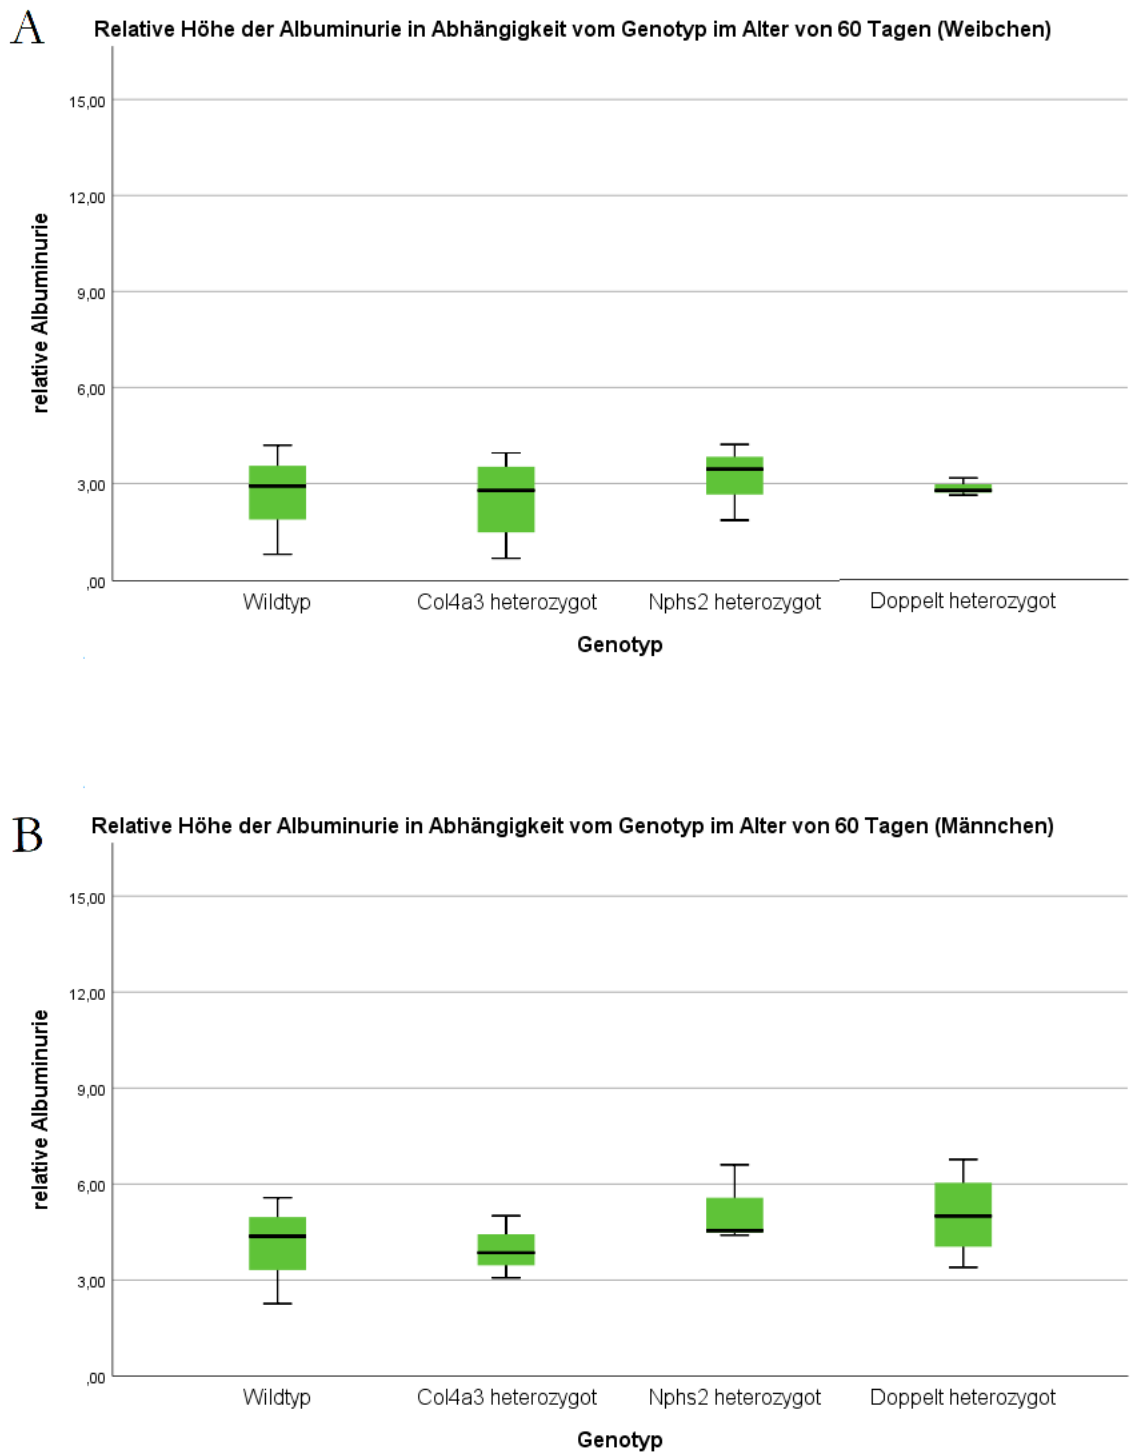 A
Relative Höhe der Albuminurie in Abhängigkeit vom Genotyp im Alter von 60 Tagen (Weibchen)
relative Albuminurie
15,00
12,00
9,00
6,00
3,00
,00
Wildtyp Col4a3 heterozygot Nphs2 heterozygot Doppelt heterozygot
Genotyp
B
Relative Höhe der Albuminurie in Abhängigkeit vom Genotyp im Alter von 60 Tagen (Männchen)
relative Albuminurie
15,00
12,00
9,00
6,00
3,00
,00
Wildtyp Col4a3 heterozygot Nphs2 heterozygot Doppelt heterozygot
Genotyp